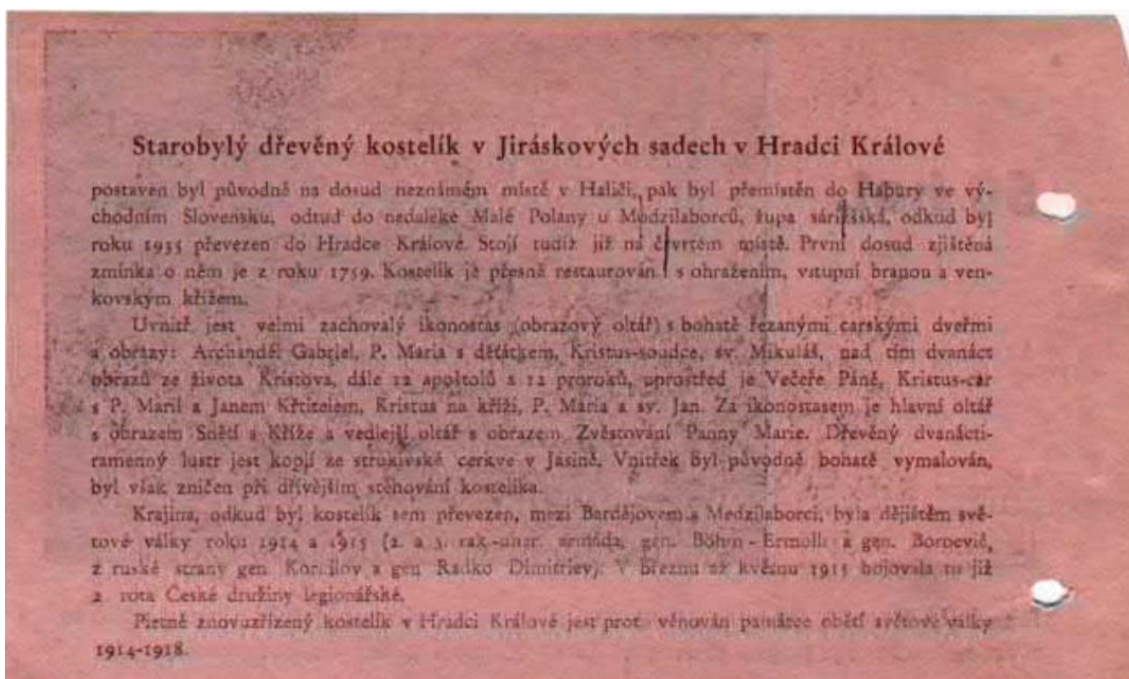 Starobylý dřevěný kostelík v Jiráskových sadech v Hradci Králové
postaven byl původně na dosud neznámém místě v Haliči, pak byl přemístěn do Habury ve vý-
chodním Slovensku, odtud do nedaleké Malé Polany u Medzilaborců, župa šárišská, odkud byl
roku 1935 převezen do Hradce Králové. Stojí tudíž již na čtvrtém místě. První dosud zjištěná
zmínka o něm je z roku 1759. Kostelík je přesně restaurován s ohražením, vstupní branou a ven-
kovským křížem.
Uvnitř jest velmi zachovalý ikonostas (obrazový oltář) s bohatě řezanými carskými dveřmi
a obrazy: Archanděl Gabriel, P. Maria s děťátkem, Kristus-soudce, sv. Mikuláš, nad tím dvanáct
obrazů ze života Kristova, dále 12 apoštolů a 12 proroků, uprostřed je Večeře Páně, Kristus-car
s P. Marií a Janem Křtitelem, Kristus na kříži, P. Maria a sv. Jan. Za ikonostasem je hlavní oltář
s obrazem Snětí s Kříže a vedlejší oltář s obrazem Zvěstování Panny Marie. Dřevěný dvanácti-
ramenný lustr jest kopií ze strukivské cerkve v Jasině. Vnitřek byl původně bohatě vymalován,
byl však zničen při dřívějším stěhování kostelíka.
Krajina, odkud byl kostelík sem převezen, mezi Bardějovem a Medzilaborci, byla dějištěm svě-
tové války roku 1914 a 1915 (2. a 3. rak.-uher. armáda, gen. Böhm-Ermolli a gen. Boroevič,
z ruské strany gen. Kornilov a gen Radko Dimitriev). V březnu až květnu 1915 bojovala tu již
2. rota České družiny legionářské.
Pietně znovuzřízený kostelík v Hradci Králové jest proto věnován památce obětí světové války
1914-1918.